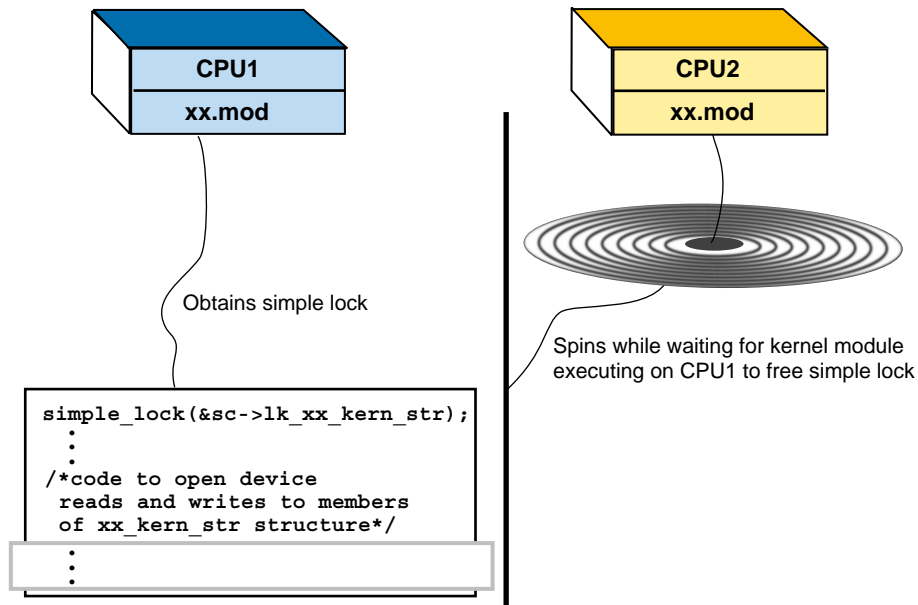 CPU1
xx.mod
CPU2
xx.mod
Obtains simple lock
Spins while waiting for kernel module
executing on CPU1 to free simple lock
simple_lock(&sc->lk_xx_kern_str);
.
.
.
/*code to open device
reads and writes to members
of xx_kern_str structure*/
.
.
.